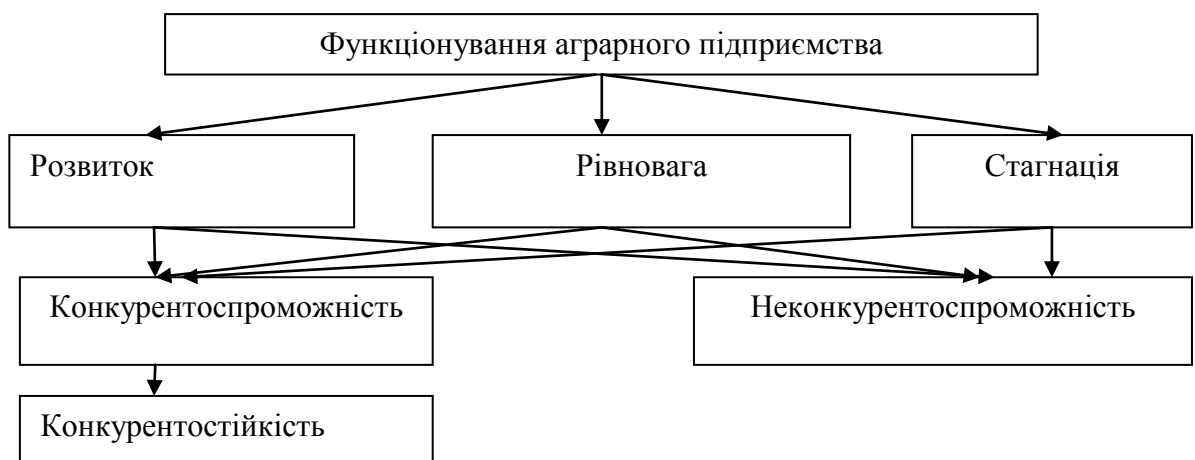 Функціонування аграрного підприємства
Розвиток
Рівновага
Стагнація
Конкурентоспроможність
Неконкурентоспроможність
Конкурентостійкість